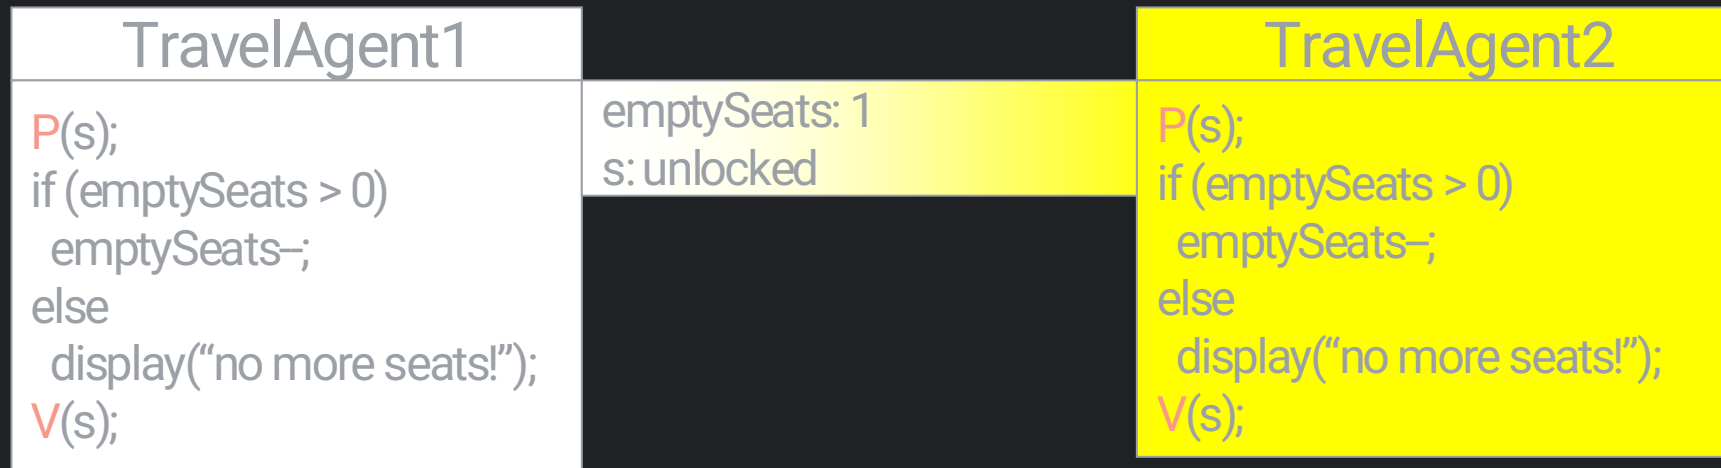 TravelAgent1
P(s);
if (emptySeats > 0)
emptySeats--;
else
display(“no more seats!”);
V(s);
emptySeats: 1
s: unlocked
TravelAgent2
P(s);
if (emptySeats > 0)
emptySeats--;
else
display(“no more seats!”);
V(s);